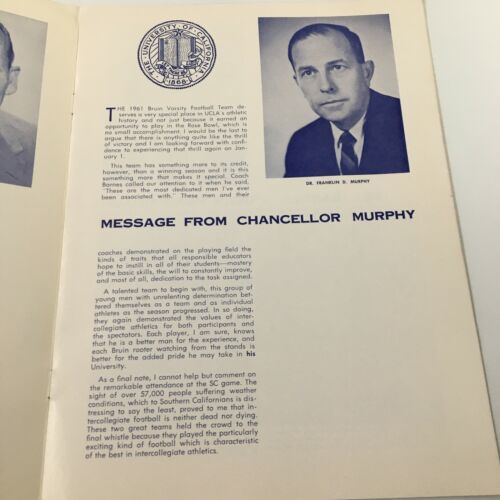 THE UNIVERSITY OF CALIFORNIA
1868
THE 1961 Bruin Varsity Football Team de-
serves a very special place in UCLA's athletic
history and not just because it earned an
opportunity to play in the Rose Bowl, which is
no small accomplishment. I would be the last to
argue that there is anything quite like the thrill
of victory and I am looking forward with confi-
dence to experiencing that thrill again on January
1.
This team has something more to its credit,
however, than a winning season and it is this
something more that makes it special. Coach
Barnes called our attention to it when he said,
"These are the most dedicated men I've ever
been associated with." These men and their
DR. FRANKLIN D. MURPHY
MESSAGE FROM CHANCELLOR MURPHY
coaches demonstrated on the playing field the
kinds of traits that all responsible educators
hope to instill in all of their students—mastery
of the basic skills, the will to constantly improve,
and most of all, dedication to the task assigned.
A talented team to begin with, this group of
young men with unrelenting determination bet-
tered themselves as a team and as individual
athletes as the season progressed. In so doing,
they again demonstrated the values of inter-
collegiate athletics for both participants and
the spectators. Each player, I am sure, knows
that he is a better man for the experience, and
each Bruin rooter watching from the stands is
better for the added pride he may take in his
University.
As a final note, I cannot help but comment on
the remarkable attendance at the SC game. The
sight of over 57,000 people suffering weather
conditions, which to Southern Californians is dis-
tressing to say the least, proved to me that in-
tercollegiate football is neither dead nor dying.
These two great teams held the crowd to the
final whistle because they played the particularly
exciting kind of football which is characteristic
of the best in intercollegiate athletics.